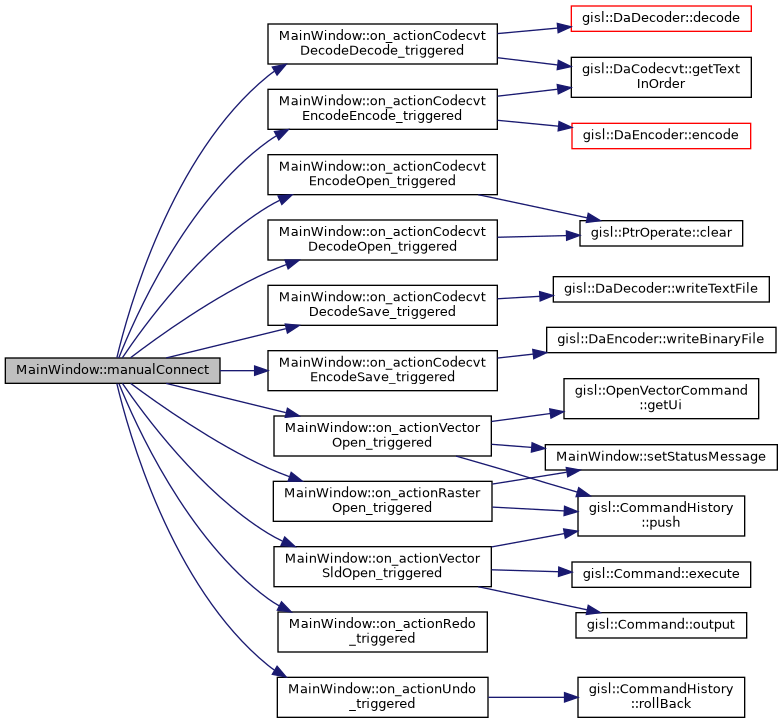 MainWindow::manualConnect
MainWindow::on_actionCodecvt
DecodeDecode_triggered
MainWindow::on_actionCodecvt
EncodeEncode_triggered
MainWindow::on_actionCodecvt
EncodeOpen_triggered
MainWindow::on_actionCodecvt
DecodeOpen_triggered
MainWindow::on_actionCodecvt
DecodeSave_triggered
MainWindow::on_actionCodecvt
EncodeSave_triggered
MainWindow::on_actionVector
Open_triggered
MainWindow::on_actionRaster
Open_triggered
MainWindow::on_actionVector
SldOpen_triggered
MainWindow::on_actionRedo
_triggered
MainWindow::on_actionUndo
_triggered
gisl::DaDecoder::decode
gisl::DaCodecvt::getText
InOrder
gisl::DaEncoder::encode
gisl::PtrOperate::clear
gisl::DaDecoder::writeTextFile
gisl::DaEncoder::writeBinaryFile
gisl::OpenVectorCommand
::getUi
MainWindow::setStatusMessage
gisl::CommandHistory
::push
gisl::Command::execute
gisl::Command::output
gisl::CommandHistory
::rollBack